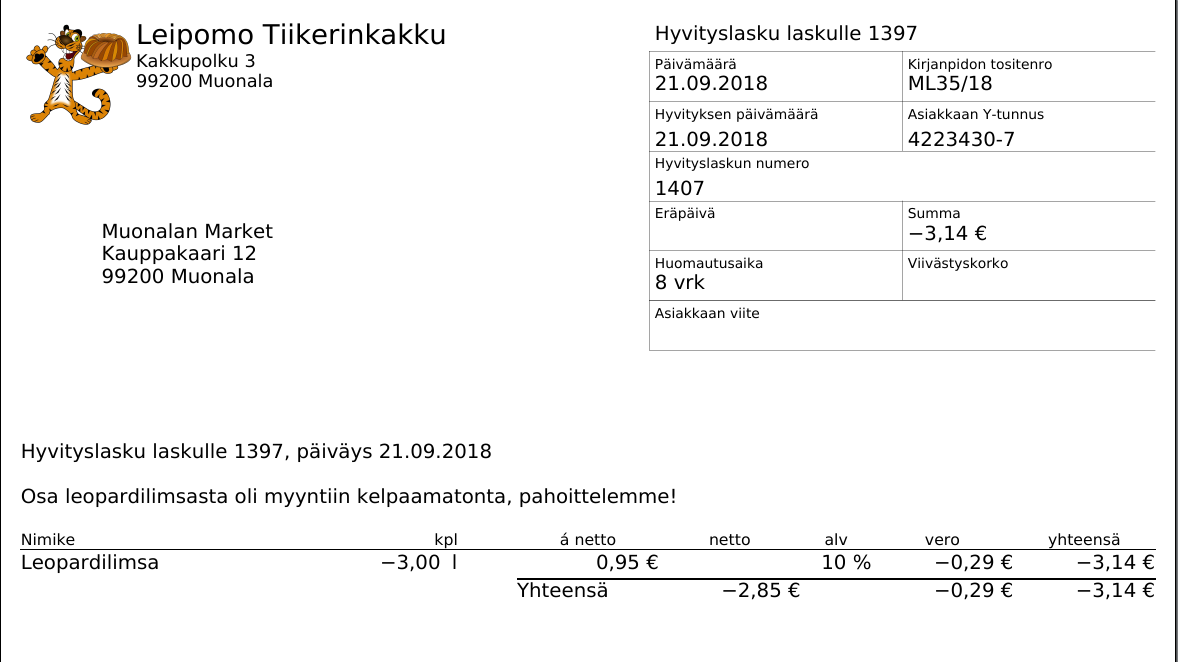 Leipomo Tiikerinkakku
Kakkupolku 3
99200 Muonala
Hyvityslasku laskulle 1397
Päivämäärä Kirjanpidon tositenro
21.09.2018 ML35/18
Hyvityksen päivämäärä Asiakkaan Y-tunnus
21.09.2018 4223430-7
Hyvityslaskun numero
1407
Eräpäivä Summa
−3,14 €
Huomautusaika Viivästyskorko
8 vrk
Asiakkaan viite
Muonalan Market
Kauppakaari 12
99200 Muonala
Hyvityslasku laskulle 1397, päiväys 21.09.2018
Osa leopardilimsasta oli myyntiin kelpaamatonta, pahoittelemme!
Nimike kpl á netto netto alv vero yhteensä
Leopardilimsa −3,00 l 0,95 € 10 % −0,29 € −3,14 €
Yhteensä −2,85 € −0,29 € −3,14 €